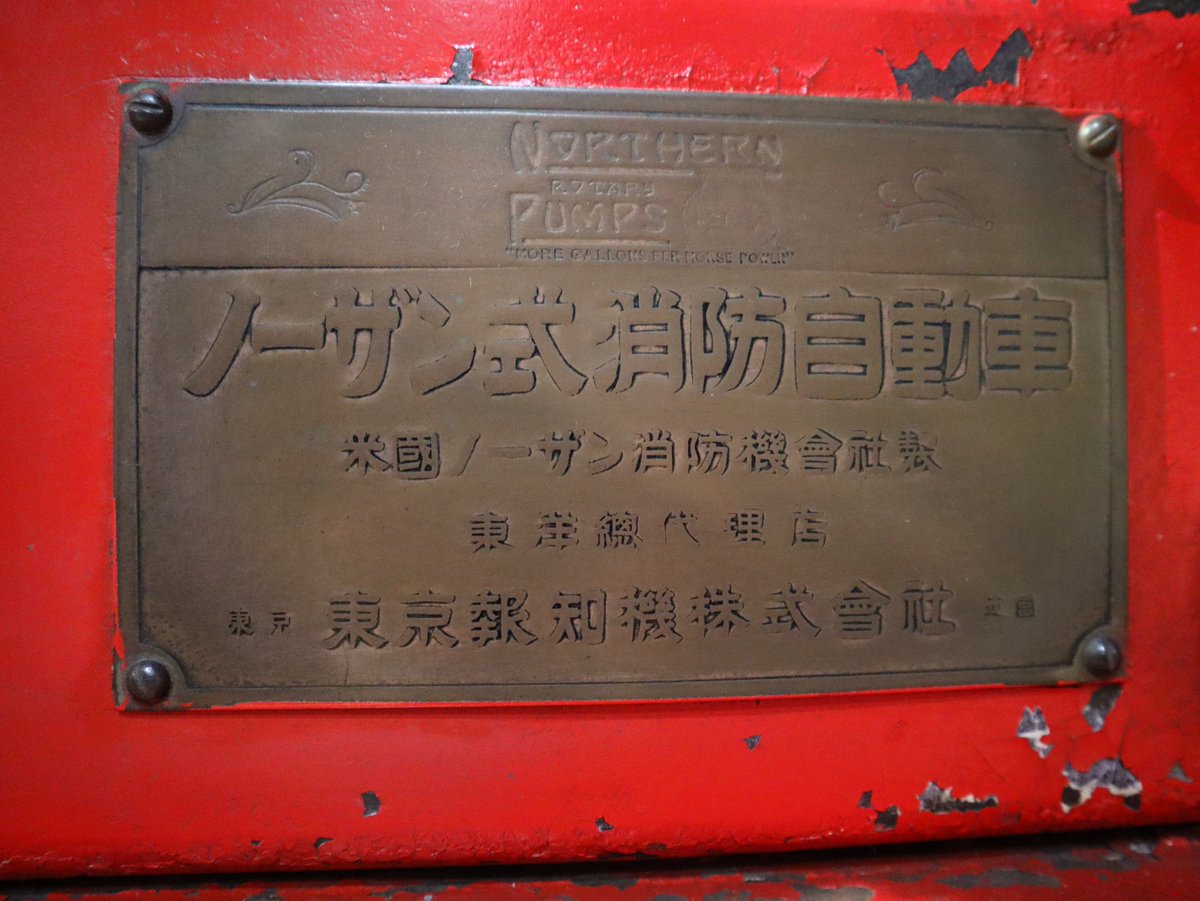 NORTHERN
ROTARY
PUMPS
"MORE GALLONS PER HORSE POWER"
ノーザン式消防自動車
米國ノーザン消防機會社製
東洋總代理店
東京 東京報知機株式會社 芝園